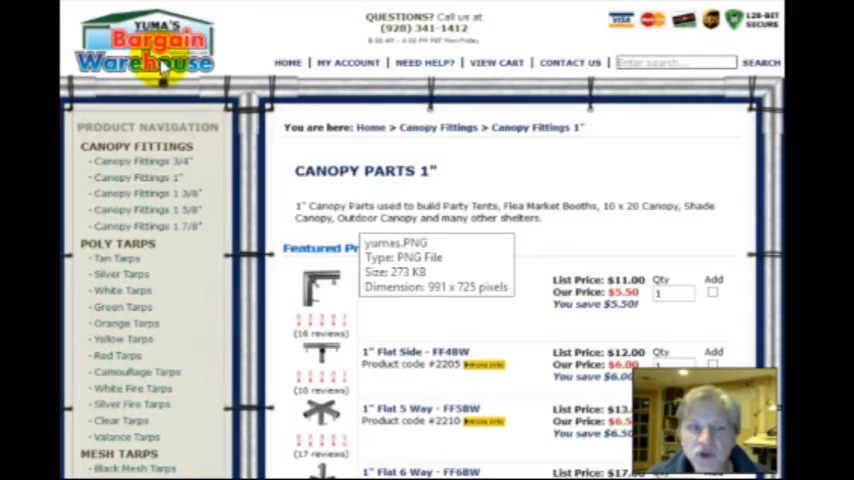 YUMA'S
Bargain
Warehouse
QUESTIONS? Call us at
(928) 341-1412
VISA
128-BIT
SECURE
HOME | MY ACCOUNT | NEED HELP? | VIEW CART | CONTACT US | Enter search... SEARCH
PRODUCT NAVIGATION
CANOPY FITTINGS
- Canopy Fittings 3/4"
- Canopy Fittings 1"
- Canopy Fittings 1 3/8"
- Canopy Fittings 1 5/8"
- Canopy Fittings 1 7/8"
POLY TARPS
- Tan Tarps
- Silver Tarps
- White Tarps
- Green Tarps
- Orange Tarps
- Yellow Tarps
- Red Tarps
- Camouflage Tarps
- White Fire Tarps
- Silver Fire Tarps
- Clear Tarps
- Valance Tarps
MESH TARPS
- Black Mesh Tarps
You are here: Home > Canopy Fittings > Canopy Fittings 1"
CANOPY PARTS 1"
1" Canopy Parts used to build Party Tents, Flea Market Booths, 10 x 20 Canopy, Shade
Canopy, Outdoor Canopy and many other shelters.
Featured Pr
yumas.PNG
Type: PNG File
Size: 273 KB
Dimension: 991 x 725 pixels
(16 reviews)
List Price: $11.00 Qty Add
Our Price: $5.50 1
You save $5.50!
1" Flat Side - FF4BW
Product code #2205 More Info
(10 reviews)
List Price: $12.00 Qty Add
Our Price: $6.00 1
You save $6.00
1" Flat 5 Way - FF5BW
Product code #2210 More Info
(17 reviews)
List Price: $13.
Our Price: $6.5
You save $6.50
1" Flat 6 Way - FF6BW
List Price: $17.